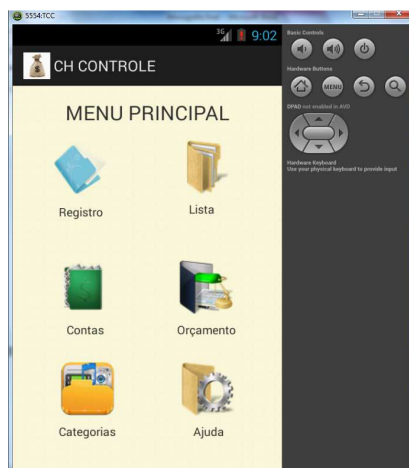 5554:TCC
3G 9:02
CH CONTROLE
MENU PRINCIPAL
Registro
Lista
Contas
Orçamento
Categorias
Ajuda
Basic Controls
Hardware Buttons
MENU
DPAD not enabled in AVD
Hardware Keyboard
Use your physical keyboard to provide input